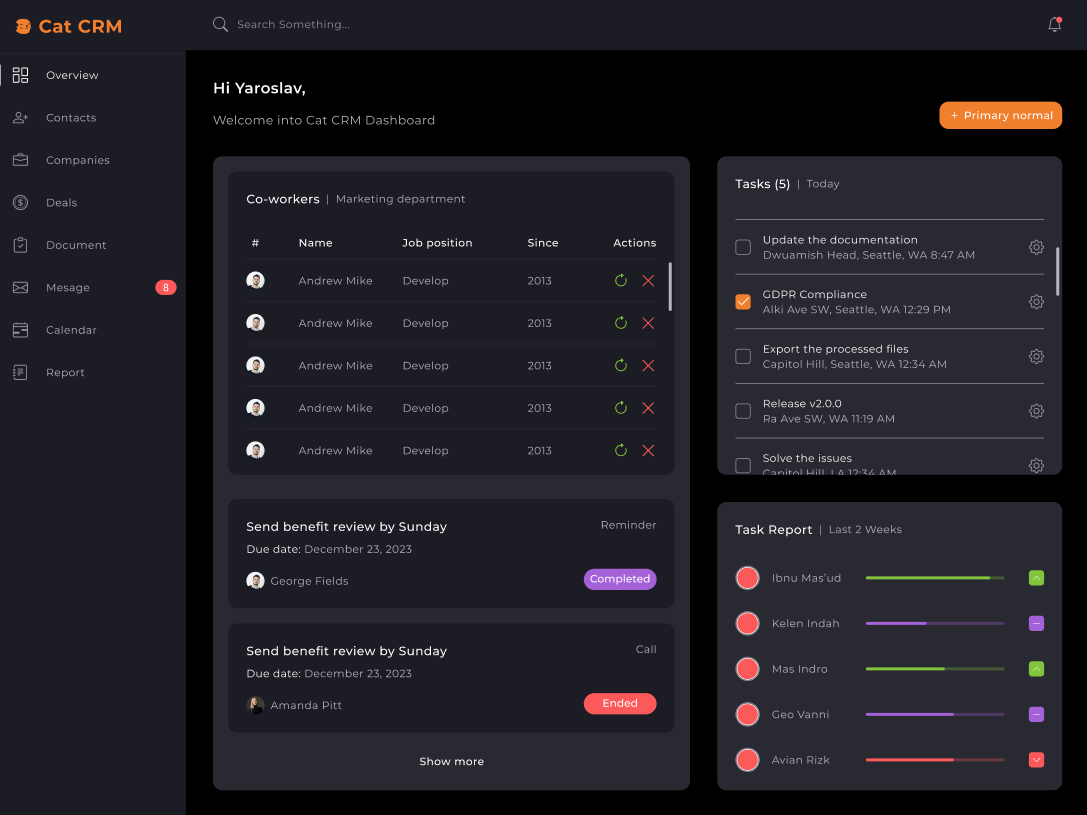 Cat CRM
Search Something...
Overview
Contacts
Companies
Deals
Document
Mesage 8
Calendar
Report
Hi Yaroslav,
Welcome into Cat CRM Dashboard
+ Primary normal
Co-workers | Marketing department
# Name Job position Since Actions
Andrew Mike Develop 2013
Andrew Mike Develop 2013
Andrew Mike Develop 2013
Andrew Mike Develop 2013
Andrew Mike Develop 2013
Send benefit review by Sunday Reminder
Due date: December 23, 2023
George Fields Completed
Send benefit review by Sunday Call
Due date: December 23, 2023
Amanda Pitt Ended
Show more
Tasks (5) | Today
Update the documentation
Dwuamish Head, Seattle, WA 8:47 AM
GDPR Compliance
Alki Ave SW, Seattle, WA 12:29 PM
Export the processed files
Capitol Hill, Seattle, WA 12:34 AM
Release v2.0.0
Ra Ave SW, WA 11:19 AM
Solve the issues
Capitol Hill, LA 12:34 AM
Task Report | Last 2 Weeks
Ibnu Mas'ud
Kelen Indah
Mas Indro
Geo Vanni
Avian Rizk